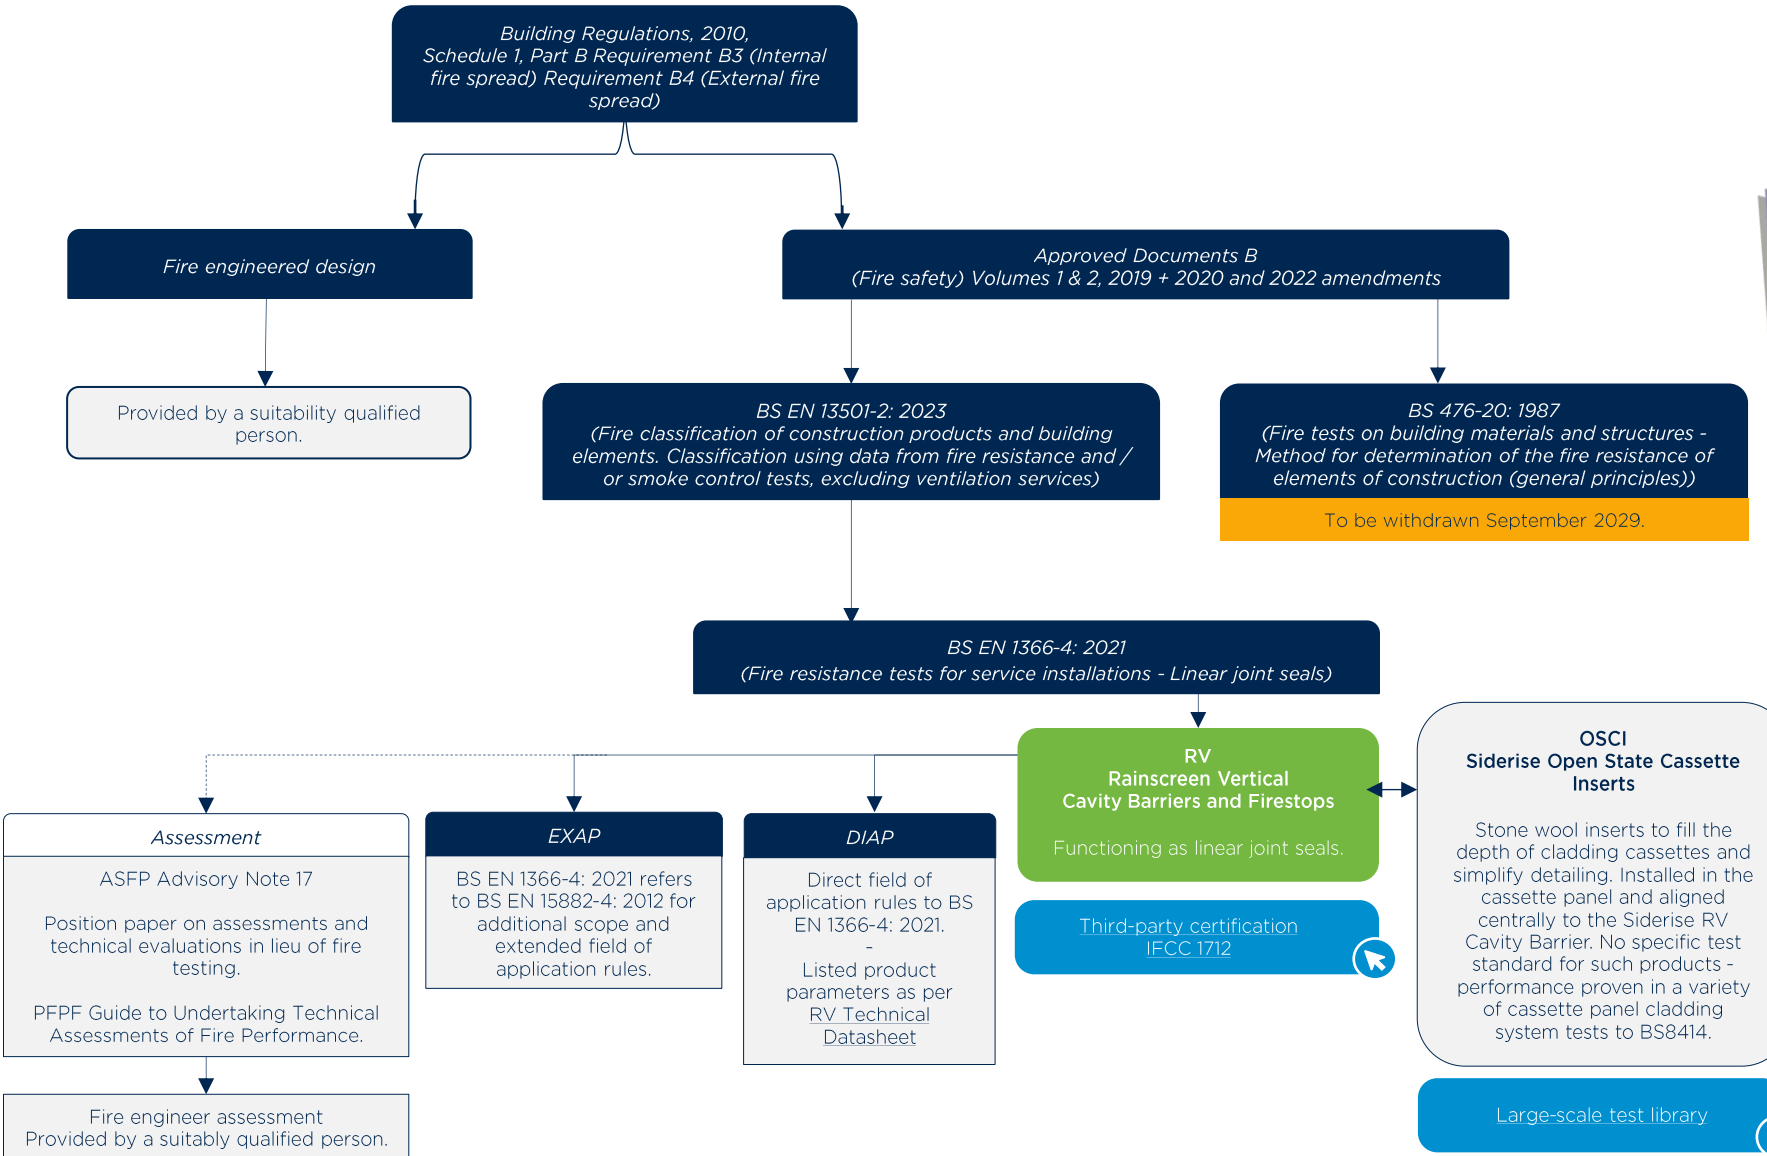 Building Regulations, 2010,
Schedule 1, Part B Requirement B3 (Internal
fire spread) Requirement B4 (External fire
spread)
Fire engineered design
Approved Documents B
(Fire safety) Volumes 1 & 2, 2019 + 2020 and 2022 amendments
Provided by a suitability qualified
person.
BS EN 13501-2: 2023
(Fire classification of construction products and building
elements. Classification using data from fire resistance and /
or smoke control tests, excluding ventilation services)
BS 476-20: 1987
(Fire tests on building materials and structures -
Method for determination of the fire resistance of
elements of construction (general principles))
To be withdrawn September 2029.
BS EN 1366-4: 2021
(Fire resistance tests for service installations - Linear joint seals)
RV
Rainscreen Vertical
Cavity Barriers and Firestops
Functioning as linear joint seals.
Third-party certification
IFCC 1712
OSCI
Siderise Open State Cassette
Inserts
Stone wool inserts to fill the
depth of cladding cassettes and
simplify detailing. Installed in the
cassette panel and aligned
centrally to the Siderise RV
Cavity Barrier. No specific test
standard for such products -
performance proven in a variety
of cassette panel cladding
system tests to BS8414.
Large-scale test library
Assessment
ASFP Advisory Note 17
Position paper on assessments and
technical evaluations in lieu of fire
testing.
PFPF Guide to Undertaking Technical
Assessments of Fire Performance.
Fire engineer assessment
Provided by a suitably qualified person.
EXAP
BS EN 1366-4: 2021 refers
to BS EN 15882-4: 2012 for
additional scope and
extended field of
application rules.
DIAP
Direct field of
application rules to BS
EN 1366-4: 2021.
-
Listed product
parameters as per
RV Technical
Datasheet